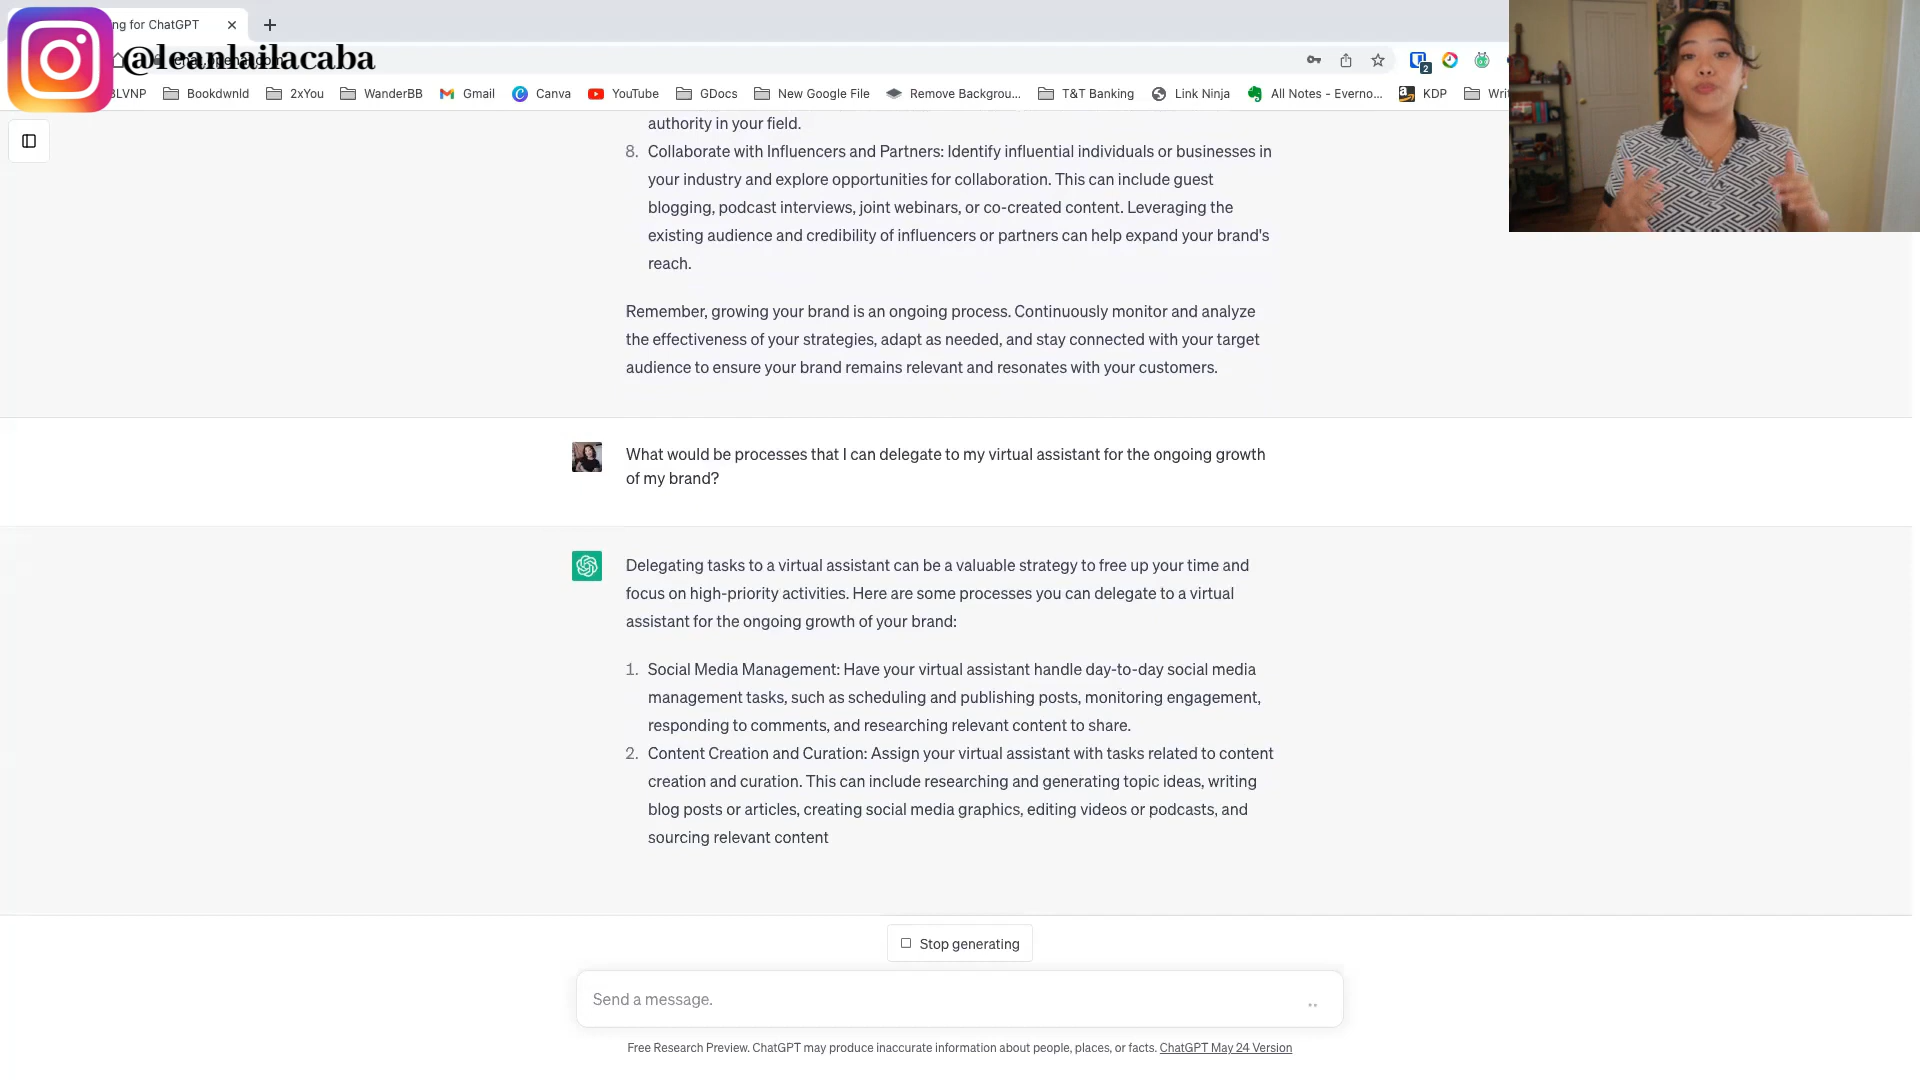 ng for ChatGPT
@leanlailacaba
BLVNP
Bookdwnld
2xYou
WanderBB
Gmail
Canva
YouTube
GDocs
New Google File
Remove Backgrou...
T&T Banking
Link Ninja
All Notes - Everno...
KDP
2
authority in your field.
8. Collaborate with Influencers and Partners: Identify influential individuals or businesses in
your industry and explore opportunities for collaboration. This can include guest
blogging, podcast interviews, joint webinars, or co-created content. Leveraging the
existing audience and credibility of influencers or partners can help expand your brand's
reach.
Remember, growing your brand is an ongoing process. Continuously monitor and analyze
the effectiveness of your strategies, adapt as needed, and stay connected with your target
audience to ensure your brand remains relevant and resonates with your customers.
What would be processes that I can delegate to my virtual assistant for the ongoing growth
of my brand?
Delegating tasks to a virtual assistant can be a valuable strategy to free up your time and
focus on high-priority activities. Here are some processes you can delegate to a virtual
assistant for the ongoing growth of your brand:
1. Social Media Management: Have your virtual assistant handle day-to-day social media
management tasks, such as scheduling and publishing posts, monitoring engagement,
responding to comments, and researching relevant content to share.
2. Content Creation and Curation: Assign your virtual assistant with tasks related to content
creation and curation. This can include researching and generating topic ideas, writing
blog posts or articles, creating social media graphics, editing videos or podcasts, and
sourcing relevant content
Stop generating
Send a message.
Free Research Preview. ChatGPT may produce inaccurate information about people, places, or facts. ChatGPT May 24 Version